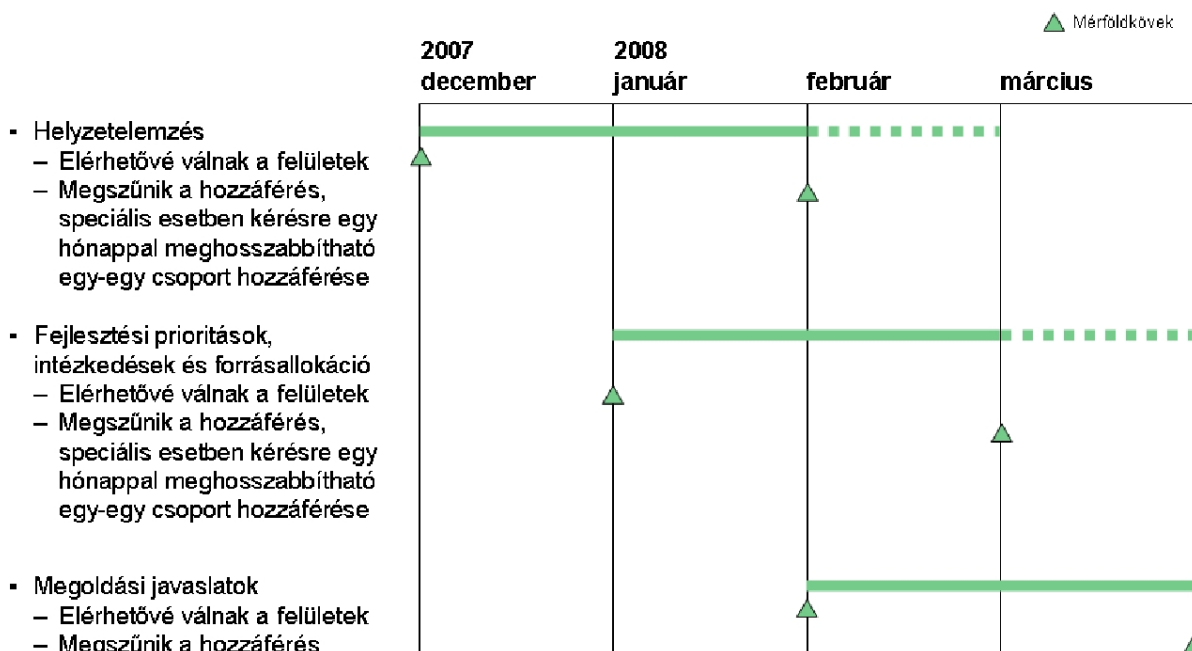 Mérföldkövek
2007 2008
december január február március
▪ Helyzetelemzés
– Elérhetővé válnak a felületek
– Megszűnik a hozzáférés,
speciális esetben kérésre egy
hónappal meghosszabbítható
egy-egy csoport hozzáférése
▪ Fejlesztési prioritások,
intézkedések és forrásallokáció
– Elérhetővé válnak a felületek
– Megszűnik a hozzáférés,
speciális esetben kérésre egy
hónappal meghosszabbítható
egy-egy csoport hozzáférése
▪ Megoldási javaslatok
– Elérhetővé válnak a felületek
– Megszűnik a hozzáférés